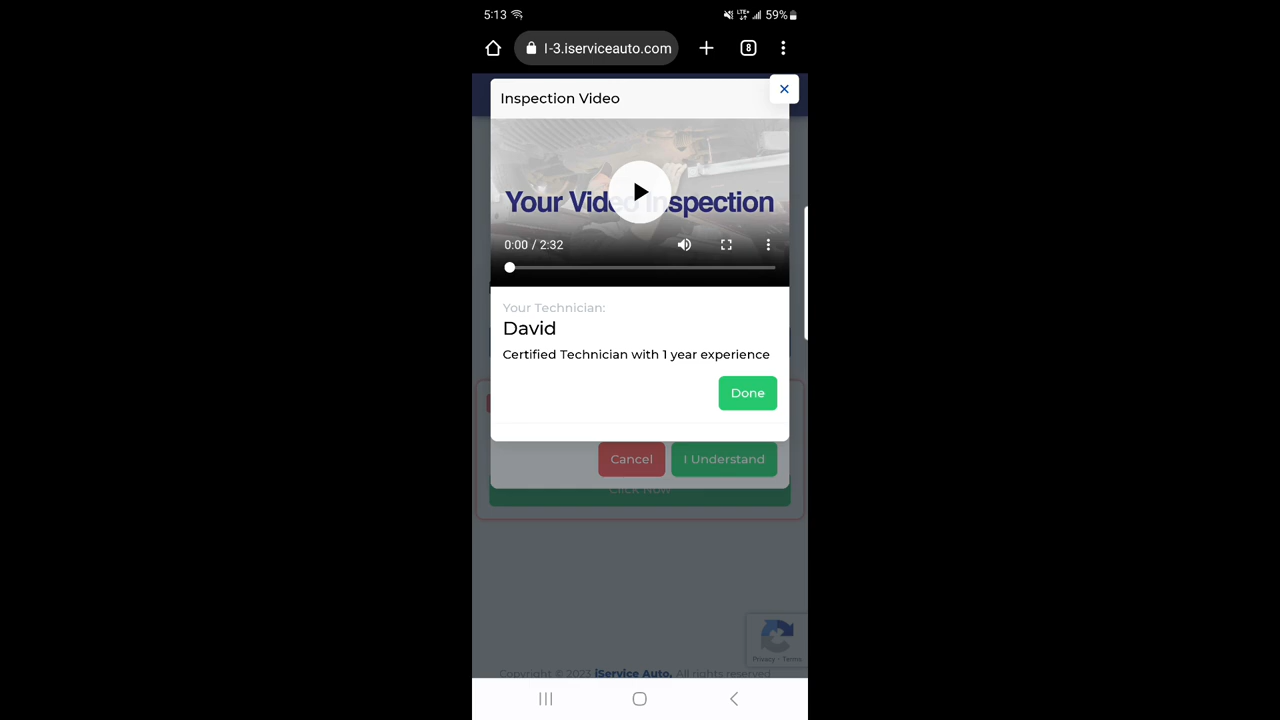 5:13 LTE+ 59%
l-3.iserviceauto.com 8
Inspection Video
Your Video Inspection
0:00 / 2:32
Your Technician:
David
Certified Technician with 1 year experience
Done
Cancel I Understand
Click Now
Privacy - Terms
Copyright © 2023 iService Auto. All rights reserved.